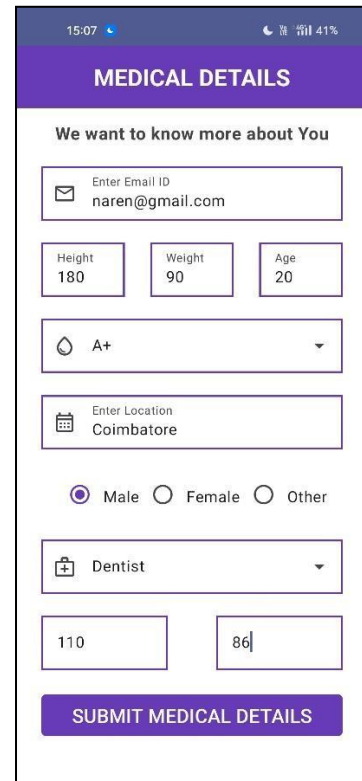 15:07 41%
MEDICAL DETAILS
We want to know more about You
Enter Email ID
naren@gmail.com
Height Weight Age
180 90 20
A+
Enter Location
Coimbatore
Male Female Other
Dentist
110 86
SUBMIT MEDICAL DETAILS